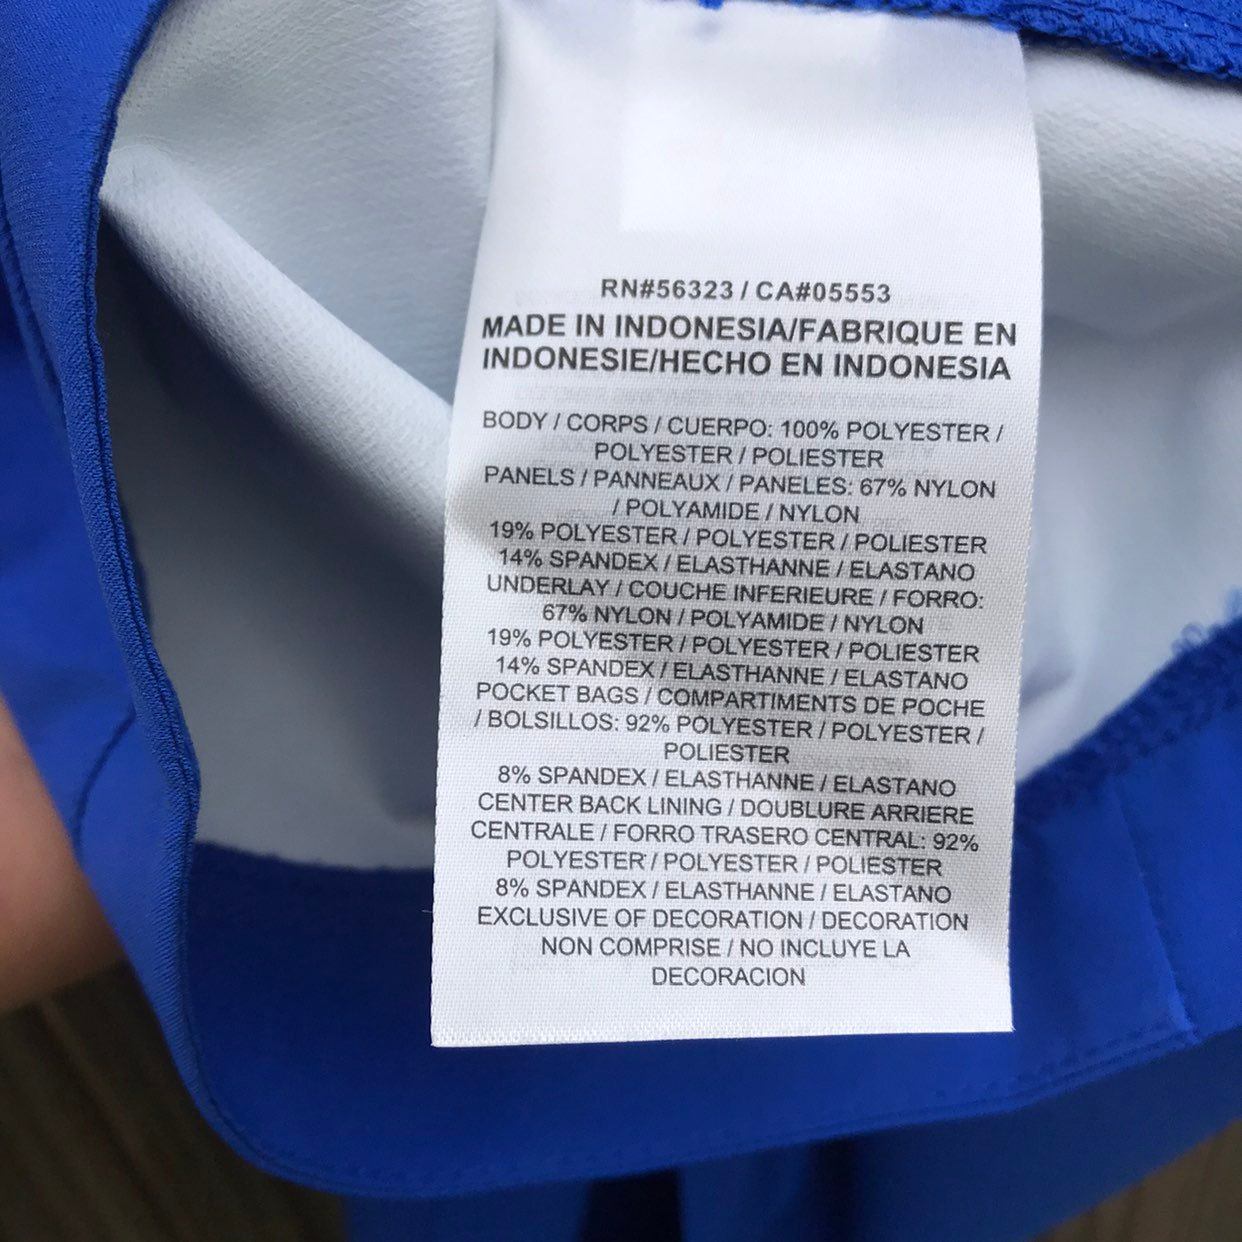 RN#56323 / CA#05553
MADE IN INDONESIA/FABRIQUE EN
INDONESIE/HECHO EN INDONESIA
BODY / CORPS / CUERPO: 100% POLYESTER /
POLYESTER / POLIESTER
PANELS / PANNEAUX / PANELES: 67% NYLON
/ POLYAMIDE / NYLON
19% POLYESTER / POLYESTER / POLIESTER
14% SPANDEX / ELASTHANNE / ELASTANO
UNDERLAY / COUCHE INFERIEURE / FORRO:
67% NYLON / POLYAMIDE / NYLON
19% POLYESTER / POLYESTER / POLIESTER
14% SPANDEX / ELASTHANNE / ELASTANO
POCKET BAGS / COMPARTIMENTS DE POCHE
/ BOLSILLOS: 92% POLYESTER / POLYESTER /
POLIESTER
8% SPANDEX / ELASTHANNE / ELASTANO
CENTER BACK LINING / DOUBLURE ARRIERE
CENTRALE / FORRO TRASERO CENTRAL: 92%
POLYESTER / POLYESTER / POLIESTER
8% SPANDEX / ELASTHANNE / ELASTANO
EXCLUSIVE OF DECORATION / DECORATION
NON COMPRISE / NO INCLUYE LA
DECORACION